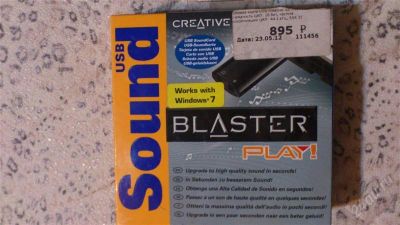 CREATIVE
USB SoundCard
USB-Soundkarte
Tarjeta de sonido USB
Carte son USB
Scheda audio USB
USB-geluidskaart
895 ₽
Дата: 23.05.12 111456
Works with
Windows® 7
USB
Sound
BLASTER®
PLAY!
Upgrade to high quality sound in seconds!
In Sekunden zu besserem Sound!
Obtenga una Alta Calidad de Sonido en segundos!
Passez à un son de haute qualité en quelques secondes!
Ottieni la massima qualità dell'audio in pochi secondi!
Upgrade in een paar seconden naar een beter geluid!